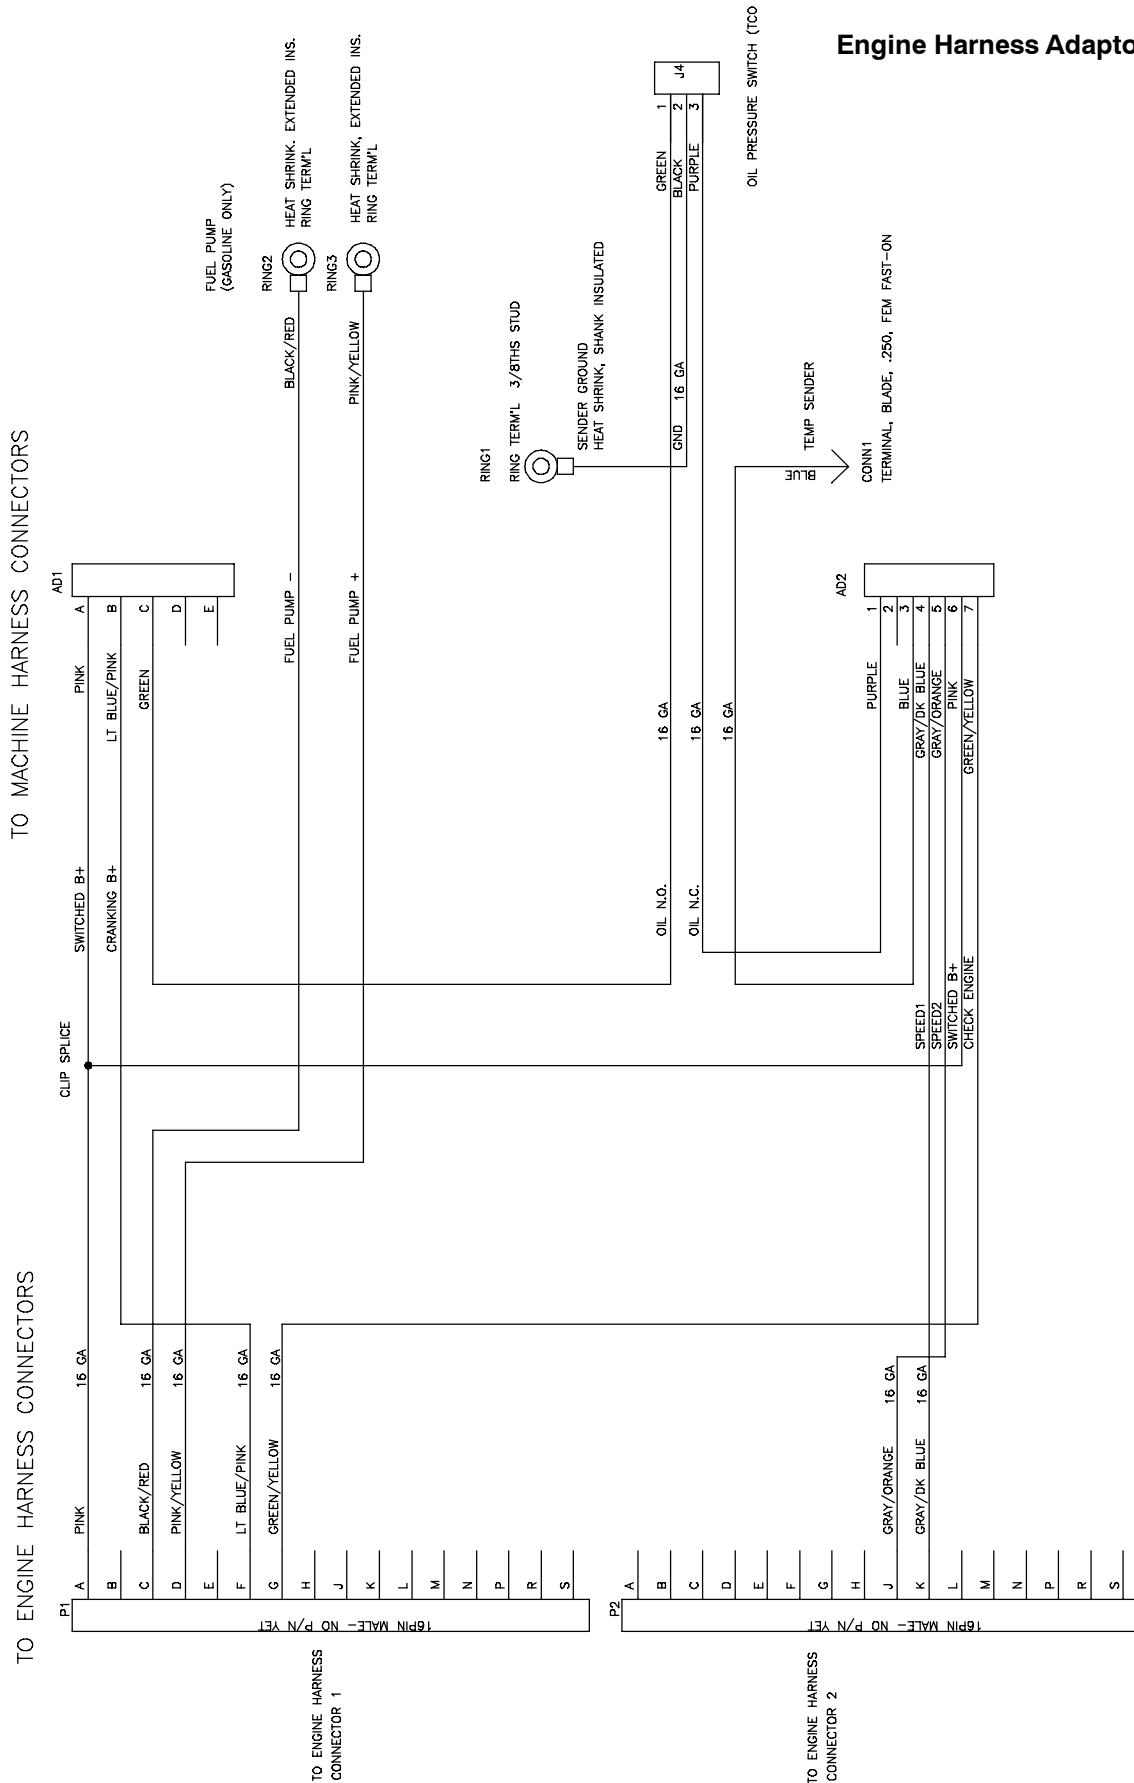 Engine Harness Adapto
TO MACHINE HARNESS CONNECTORS
TO ENGINE HARNESS CONNECTORS
AD1
A
B
C
D
E
PINK
LT BLUE/PINK
GREEN
SWITCHED B+
CRANKING B+
CLIP SPLICE
FUEL PUMP
(GASOLINE ONLY)
RING2
HEAT SHRINK. EXTENDED INS.
RING TERM'L
BLACK/RED
FUEL PUMP -
RING3
HEAT SHRINK, EXTENDED INS.
RING TERM'L
PINK/YELLOW
FUEL PUMP +
RING1
RING TERM'L 3/8THS STUD
SENDER GROUND
HEAT SHRINK, SHANK INSULATED
J4
1
2
3
GREEN
BLACK
PURPLE
OIL PRESSURE SWITCH (TCO
GND 16 GA
16 GA
16 GA
16 GA
OIL N.O.
OIL N.C.
BLUE
TEMP SENDER
CONN1
TERMINAL, BLADE, .250, FEM FAST-ON
AD2
1
2
3
4
5
6
7
PURPLE
BLUE
GRAY/DK BLUE
GRAY/ORANGE
PINK
GREEN/YELLOW
SPEED1
SPEED2
SWITCHED B+
CHECK ENGINE
P1
A
B
C
D
E
F
G
H
J
K
L
M
N
P
R
S
PINK 16 GA
BLACK/RED 16 GA
PINK/YELLOW 16 GA
LT BLUE/PINK 16 GA
GREEN/YELLOW 16 GA
16PIN MALE- NO P/N YET
TO ENGINE HARNESS
CONNECTOR 1
P2
A
B
C
D
E
F
G
H
J
K
L
M
N
P
R
S
GRAY/ORANGE 16 GA
GRAY/DK BLUE 16 GA
16PIN MALE- NO P/N YET
TO ENGINE HARNESS
CONNECTOR 2